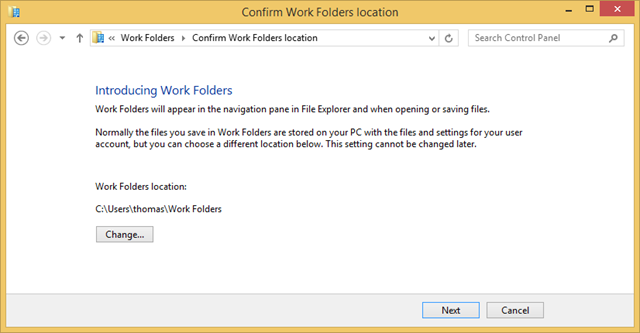 Confirm Work Folders location
Work Folders Confirm Work Folders location Search Control Panel
Introducing Work Folders
Work Folders will appear in the navigation pane in File Explorer and when opening or saving files.
Normally the files you save in Work Folders are stored on your PC with the files and settings for your user
account, but you can choose a different location below. This setting cannot be changed later.
Work Folders location:
C:\Users\thomas\Work Folders
Change...
Next Cancel